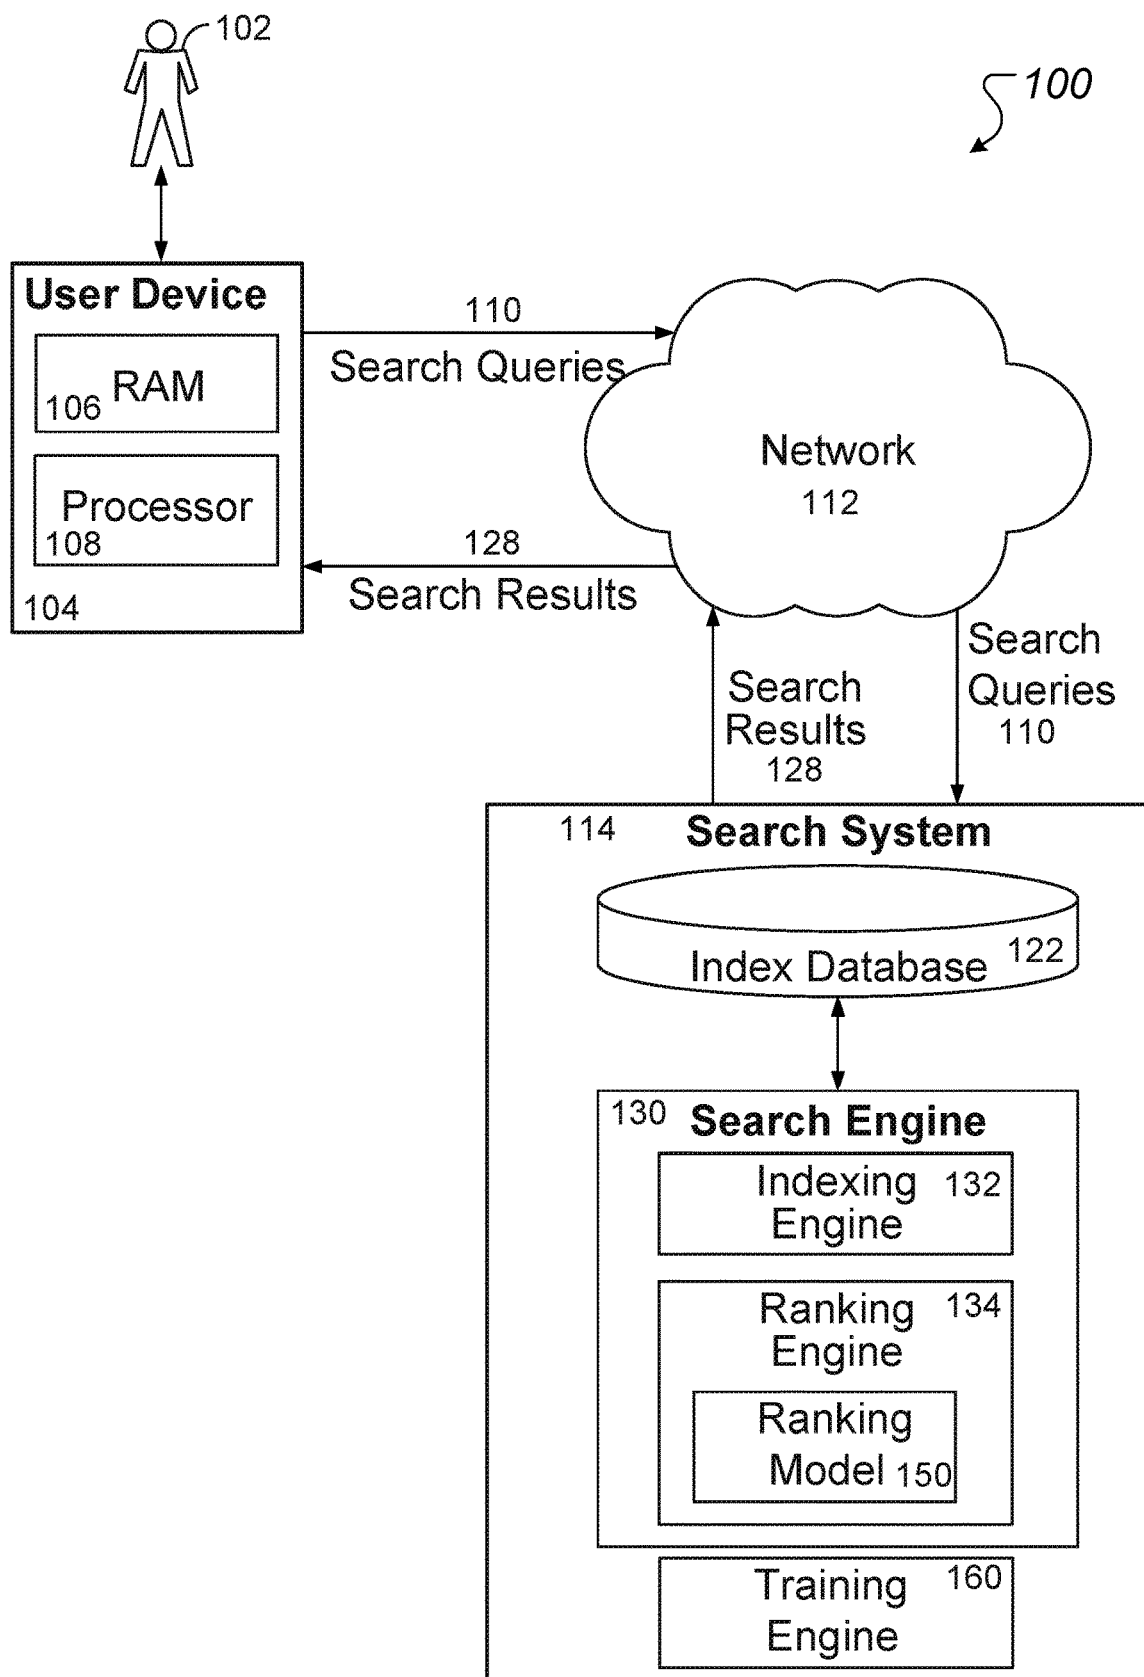 102
100
User Device
RAM
106
Processor
108
104
110
Search Queries
Network
112
128
Search Results
Search
Queries
110
Search
Results
128
114
Search System
Index Database
122
130
Search Engine
Indexing
Engine
132
Ranking
Engine
134
Ranking
Model
150
Training
Engine
160